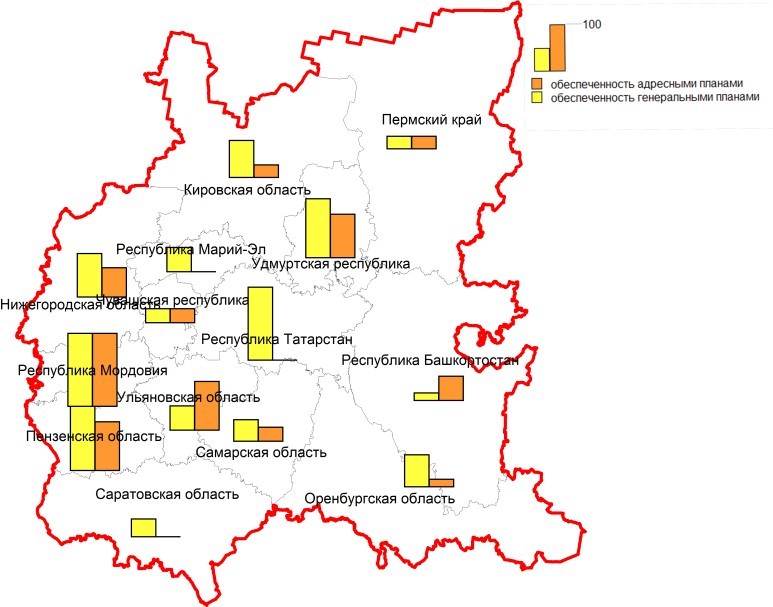 100
обеспеченность адресными планами
обеспеченность генеральными планами
Пермский край
Кировская область
Республика Марий-Эл
Удмуртская республика
Нижегородская область
Чувашская республика
Республика Татарстан
Республика Башкортостан
Республика Мордовия
Ульяновская область
Пензенская область
Самарская область
Саратовская область
Оренбургская область